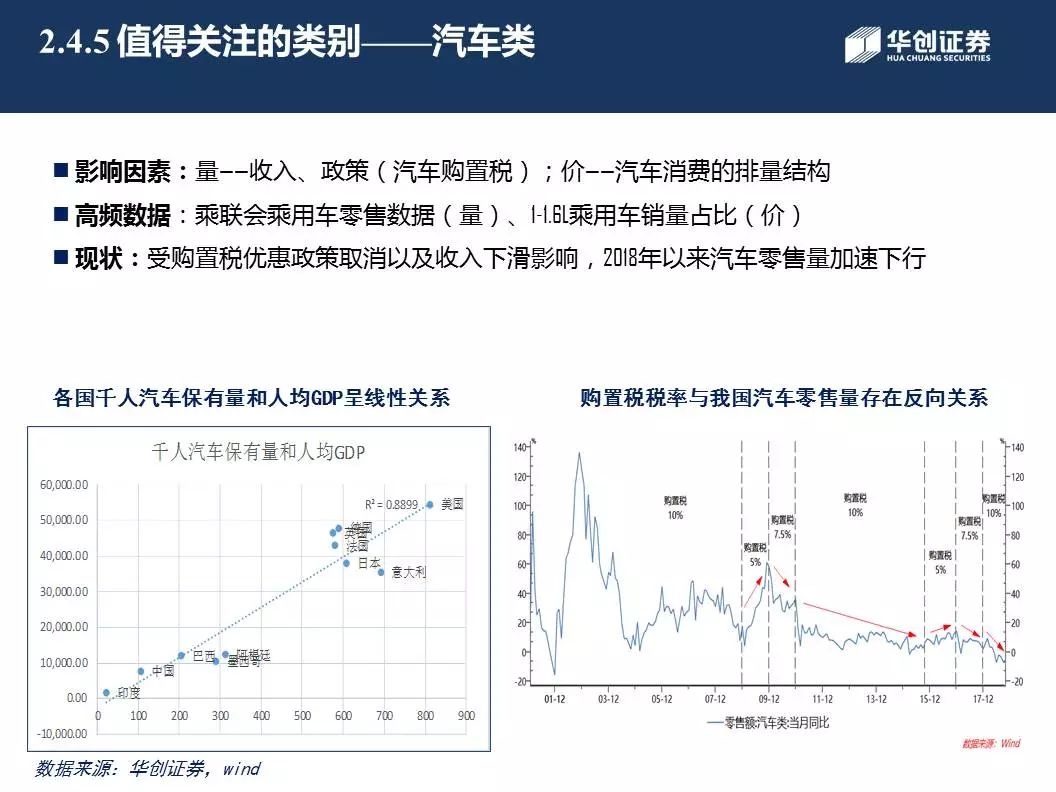 2.4.5 值得关注的类别——汽车类
华创证券
HUA CHUANG SECURITIES
影响因素：量——收入、政策（汽车购置税）；价——汽车消费的排量结构
高频数据：乘联会乘用车零售数据（量）、1-1.6L乘用车销量占比（价）
现状：受购置税优惠政策取消以及收入下滑影响，2018年以来汽车零售量加速下行
各国千人汽车保有量和人均GDP呈线性关系
千人汽车保有量和人均GDP
60,000.00
50,000.00
40,000.00
30,000.00
20,000.00
10,000.00
0.00
-10,000.00
0 100 200 300 400 500 600 700 800 900
R² = 0.8899
美国
德国
英国
法国
日本
意大利
巴西
阿根廷
墨西哥
中国
印度
数据来源：华创证券，wind
购置税税率与我国汽车零售量存在反向关系
% %
140 140
120 120
100 100
80 80
60 60
40 40
20 20
0 0
-20 -20
购置税
10%
购置税
5%
购置税
7.5%
购置税
10%
购置税
5%
购置税
7.5%
购置税
10%
01-12 03-12 05-12 07-12 09-12 11-12 13-12 15-12 17-12
零售额:汽车类:当月同比
数据来源：Wind